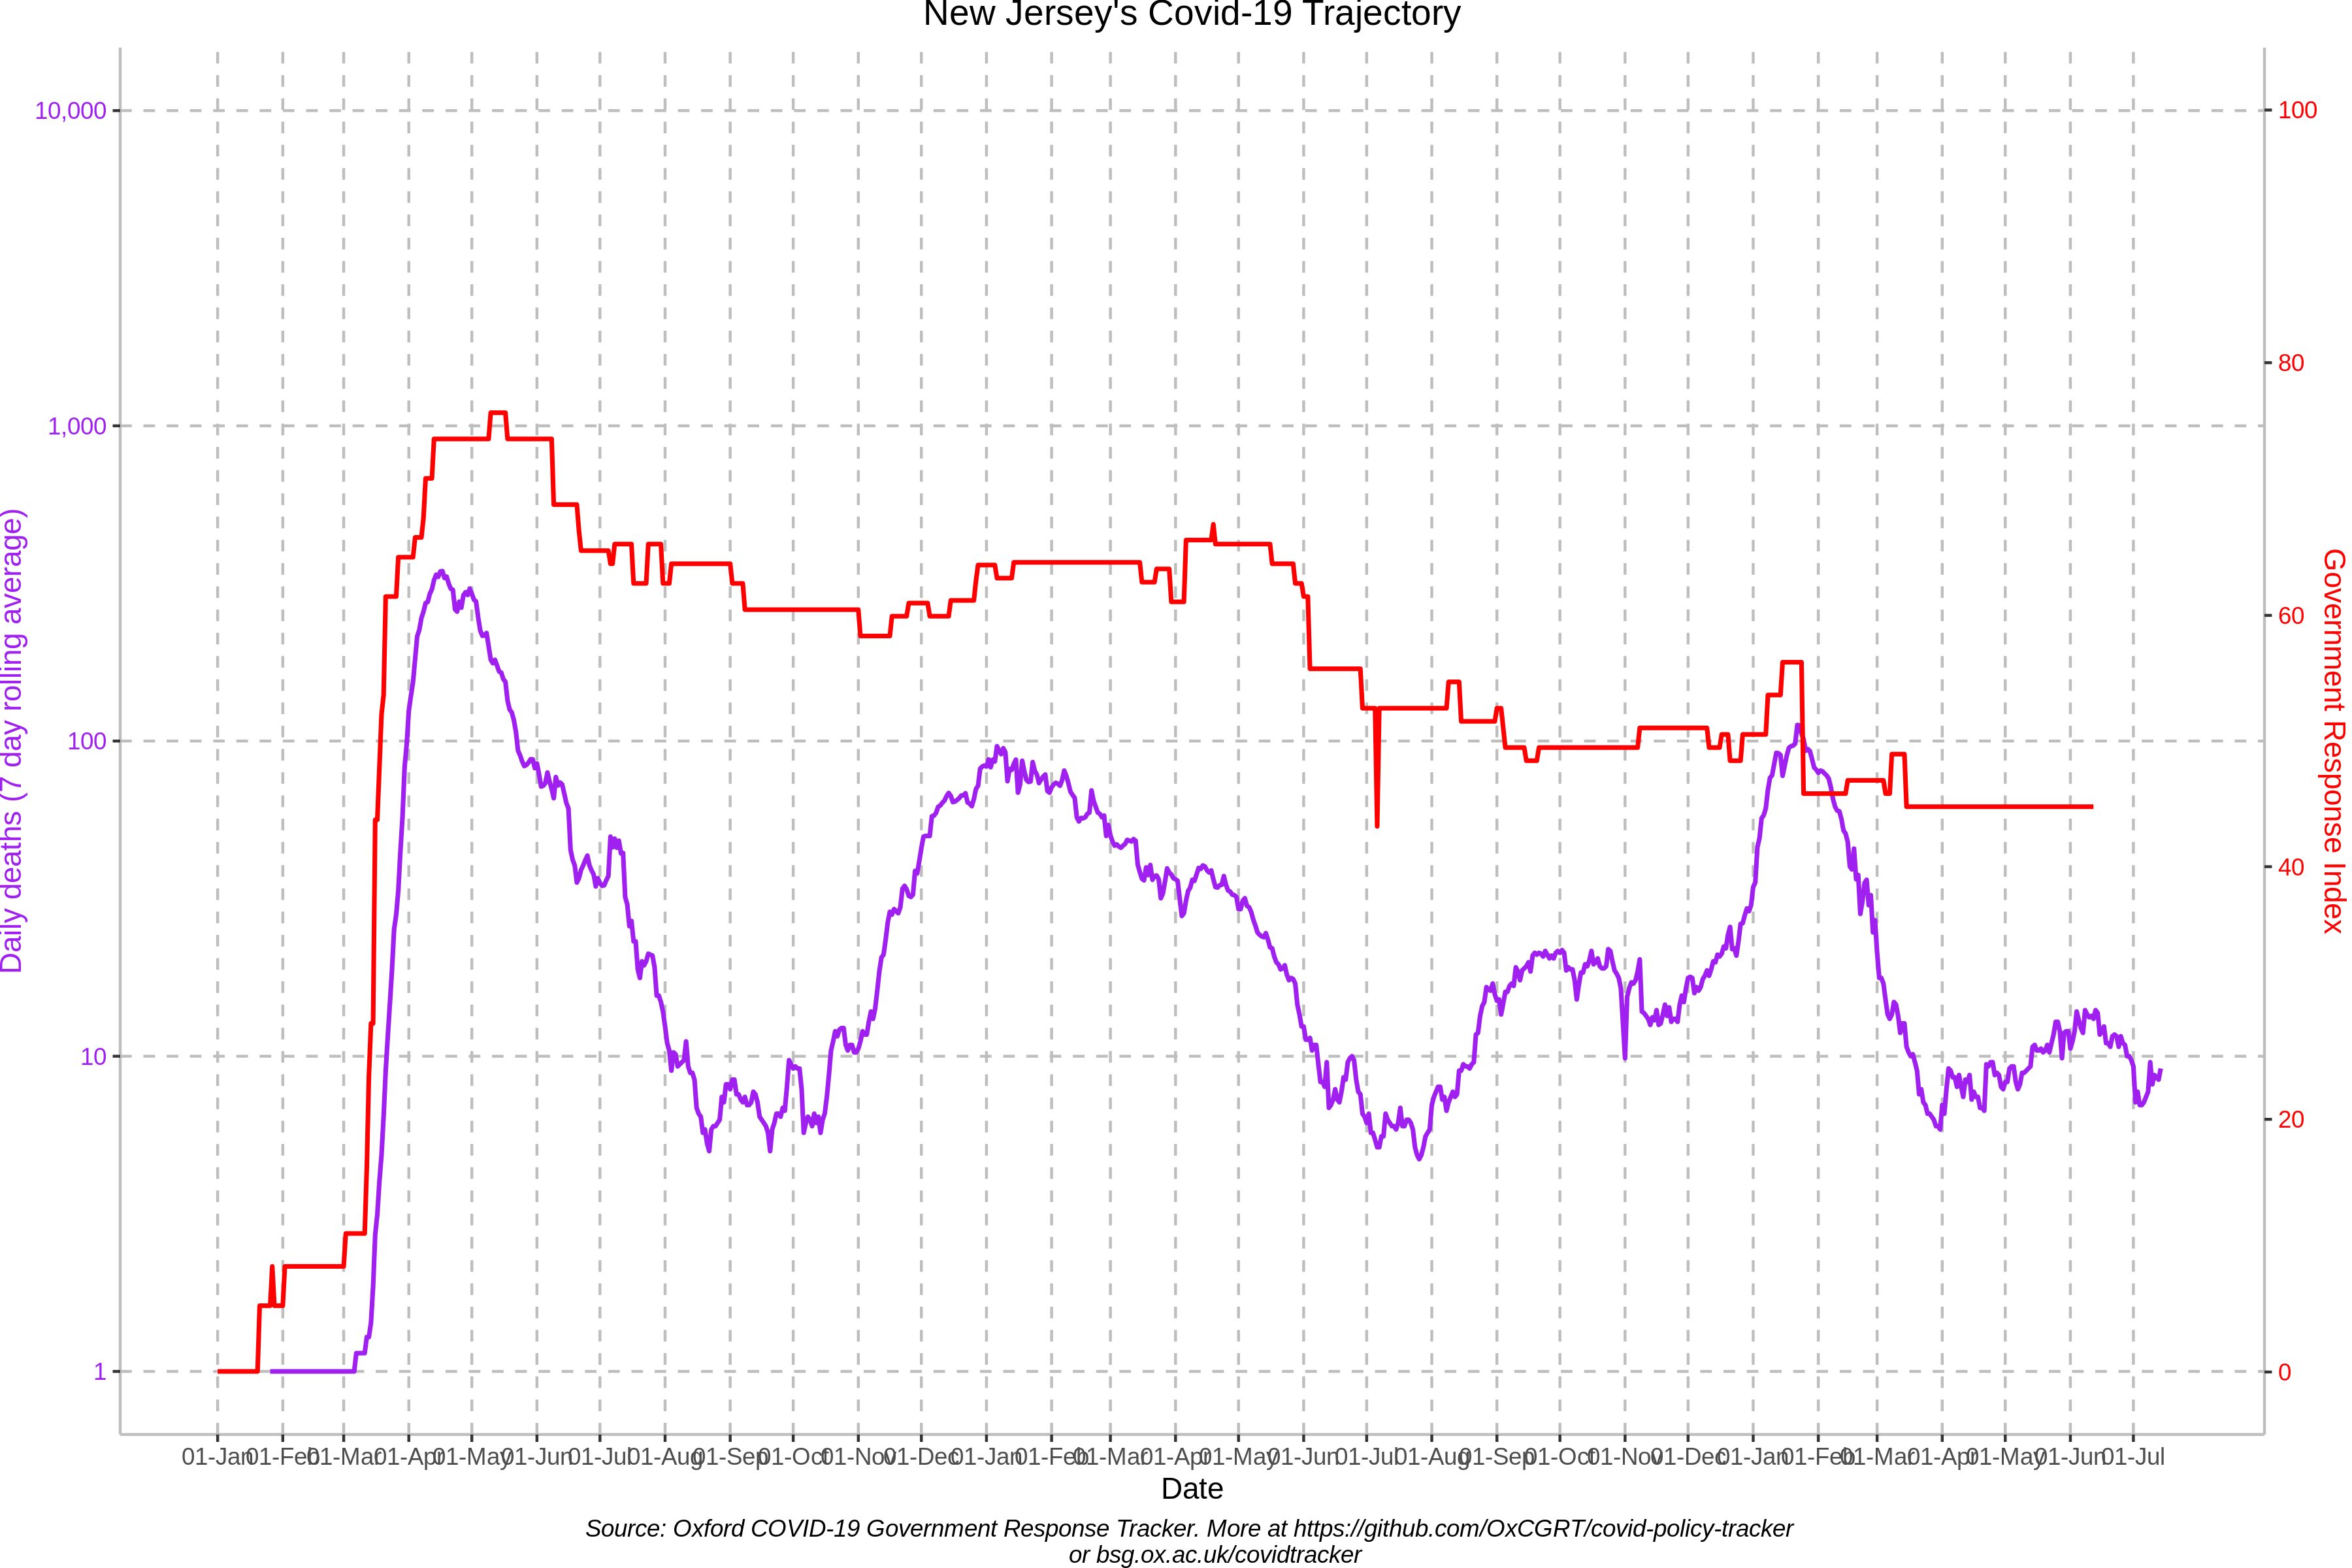 New Jersey's Covid-19 Trajectory
10,000
1,000
100
10
1
Daily deaths (7 day rolling average)
100
80
60
40
20
0
Government Response Index
01-Jan 01-Feb 01-Mar 01-Apr 01-May 01-Jun 01-Jul 01-Aug 01-Sep 01-Oct 01-Nov 01-Dec 01-Jan 01-Feb 01-Mar 01-Apr 01-May 01-Jun 01-Jul 01-Aug 01-Sep 01-Oct 01-Nov 01-Dec 01-Jan 01-Feb 01-Mar 01-Apr 01-May 01-Jun 01-Jul
Date
Source: Oxford COVID-19 Government Response Tracker. More at https://github.com/OxCGRT/covid-policy-tracker
or bsg.ox.ac.uk/covidtracker